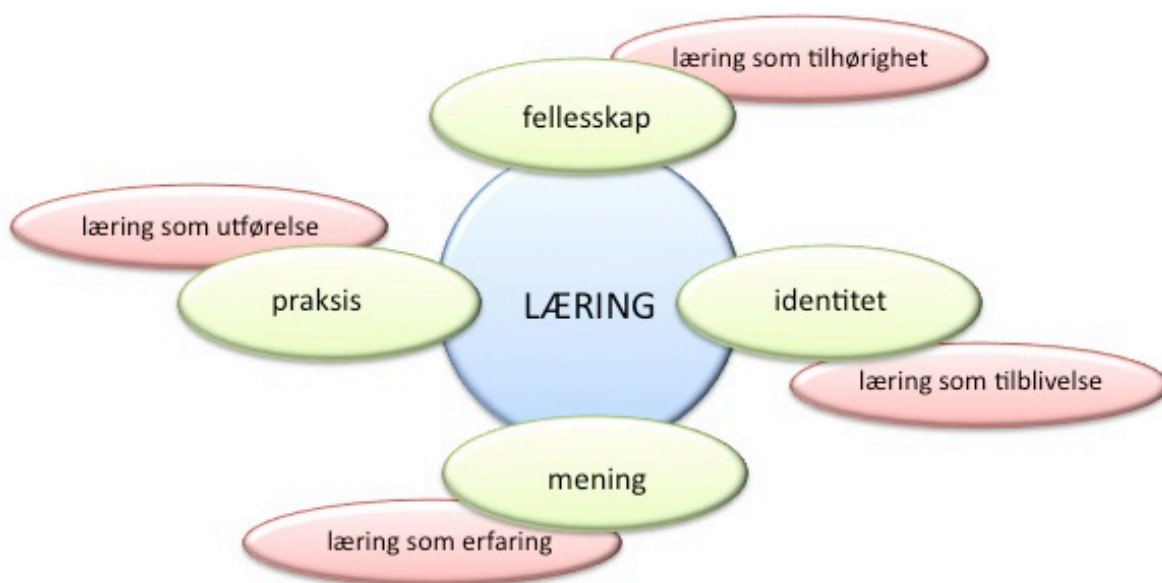 læring som tilhørighet
fellesskap
læring som utførelse
praksis
LÆRING
identitet
læring som tilblivelse
mening
læring som erfaring